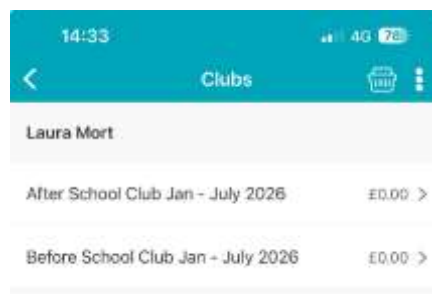 14:33 4G 78
Clubs
Laura Mort
After School Club Jan - July 2026 £0.00 >
Before School Club Jan - July 2026 £0.00 >